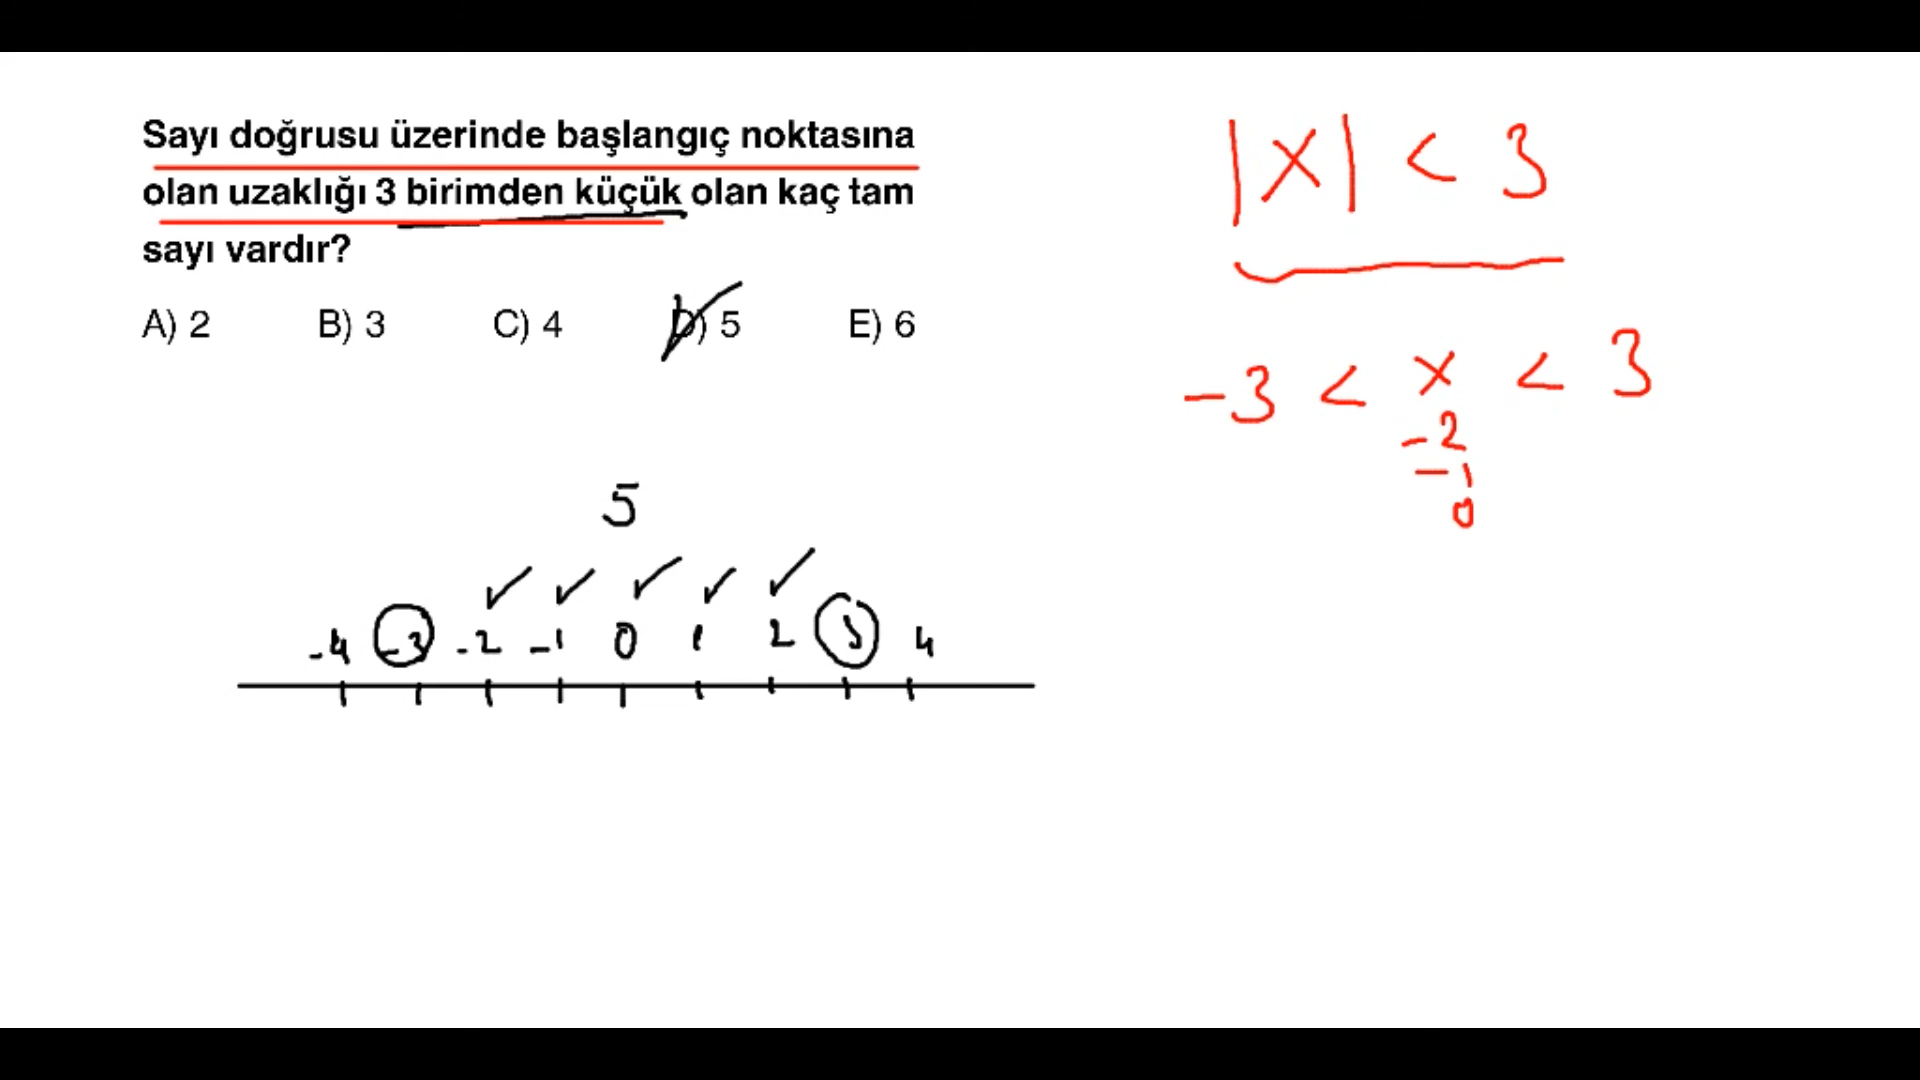 Sayı doğrusu üzerinde başlangıç noktasına
olan uzaklığı 3 birimden küçük olan kaç tam
sayı vardır?
A) 2 B) 3 C) 4 D) 5 E) 6
|x| < 3
-3 < x < 3
-2
-1
0
5
-4 -3 -2 -1 0 1 2 3 4